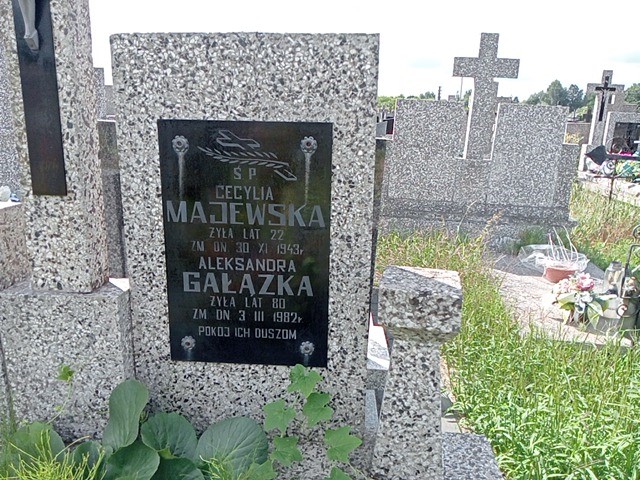 Ś P
CECYLIA
MAJEWSKA
ŻYŁA LAT 22
ZM DN 30 XI 1943r
ALEKSANDRA
GAŁĄZKA
ŻYŁA LAT 80
ZM DN 3 III 1982r
POKÓJ ICH DUSZOM